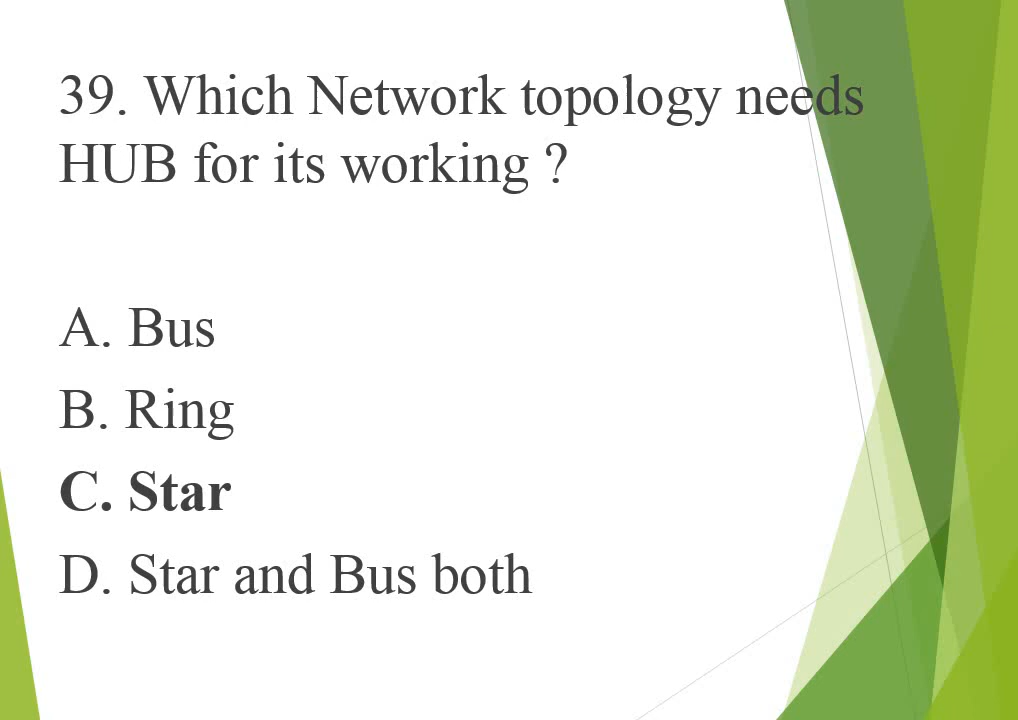 39. Which Network topology needs
HUB for its working ?
A. Bus
B. Ring
C. Star
D. Star and Bus both